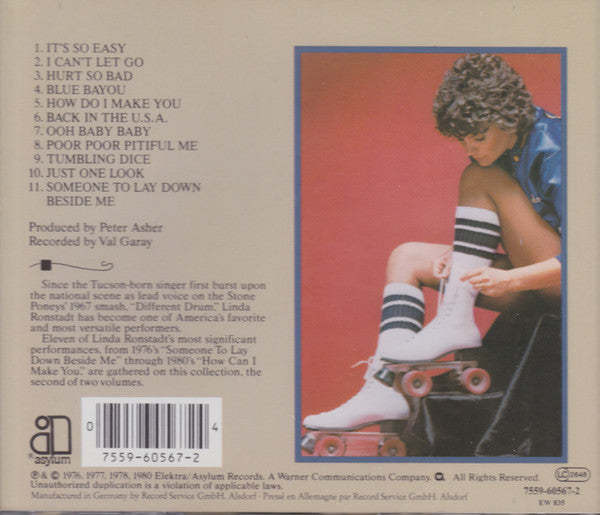 1. IT'S SO EASY
2. I CAN'T LET GO
3. HURT SO BAD
4. BLUE BAYOU
5. HOW DO I MAKE YOU
6. BACK IN THE U.S.A.
7. OOH BABY BABY
8. POOR POOR PITIFUL ME
9. TUMBLING DICE
10. JUST ONE LOOK
11. SOMEONE TO LAY DOWN
BESIDE ME
Produced by Peter Asher
Recorded by Val Garay
Since the Tucson-born singer first burst upon
the national scene as lead voice on the Stone
Poneys' 1967 smash, "Different Drum," Linda
Ronstadt has become one of America's favorite
and most versatile performers.
Eleven of Linda Ronstadt's most significant
performances, from 1976's "Someone To Lay
Down Beside Me" through 1980's "How Can I
Make You," are gathered on this collection, the
second of two volumes.
asylum
0 4
7559-60567-2
℗ & © 1976, 1977, 1978, 1980 Elektra/Asylum Records. A Warner Communications Company. All Rights Reserved.
Unauthorized duplication is a violation of applicable laws.
Manufactured in Germany by Record Service GmbH. Alsdorf · Pressé en Allemagne par Record Service GmbH. Alsdorf
LC 2648
7559-60567-2
EW 835